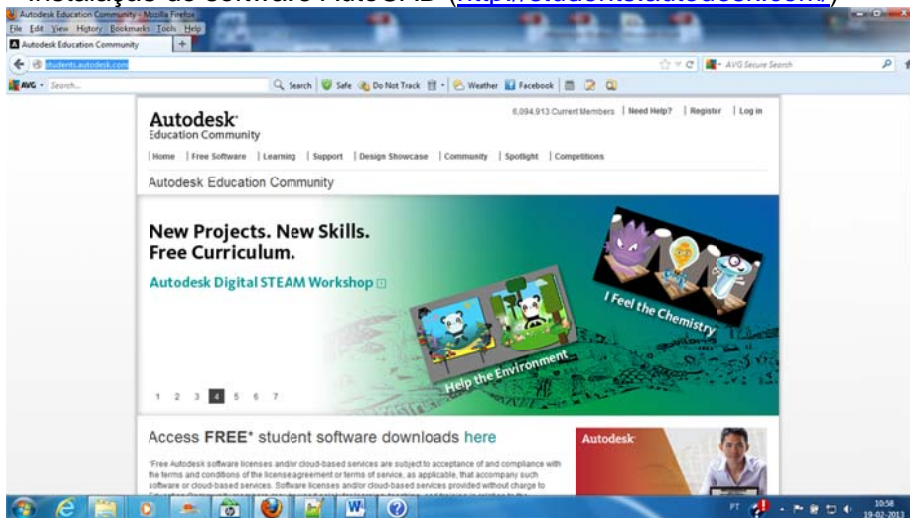 Instalação do software AutoCAD (http://students.autodesk.com/)
Autodesk Education Community - Mozilla Firefox
File Edit View History Bookmarks Tools Help
Autodesk Education Community +
students.autodesk.com
AVG Secure Search
AVG Search... Search Safe Do Not Track Weather Facebook
Autodesk
Education Community
6,094,913 Current Members | Need Help? | Register | Log in
| Home | Free Software | Learning | Support | Design Showcase | Community | Spotlight | Competitions
Autodesk Education Community
New Projects. New Skills.
Free Curriculum.
Autodesk Digital STEAM Workshop
I Feel the Chemistry
Help the Environment
1 2 3 4 5 6 7
Access FREE* student software downloads here
Autodesk
*Free Autodesk software licenses and/or cloud-based services are subject to acceptance of and compliance with
the terms and conditions of the license agreement or terms of service, as applicable, that accompany such
software or cloud-based services. Software licenses and/or cloud-based services provided without charge to
PT
10:58
19-02-2013